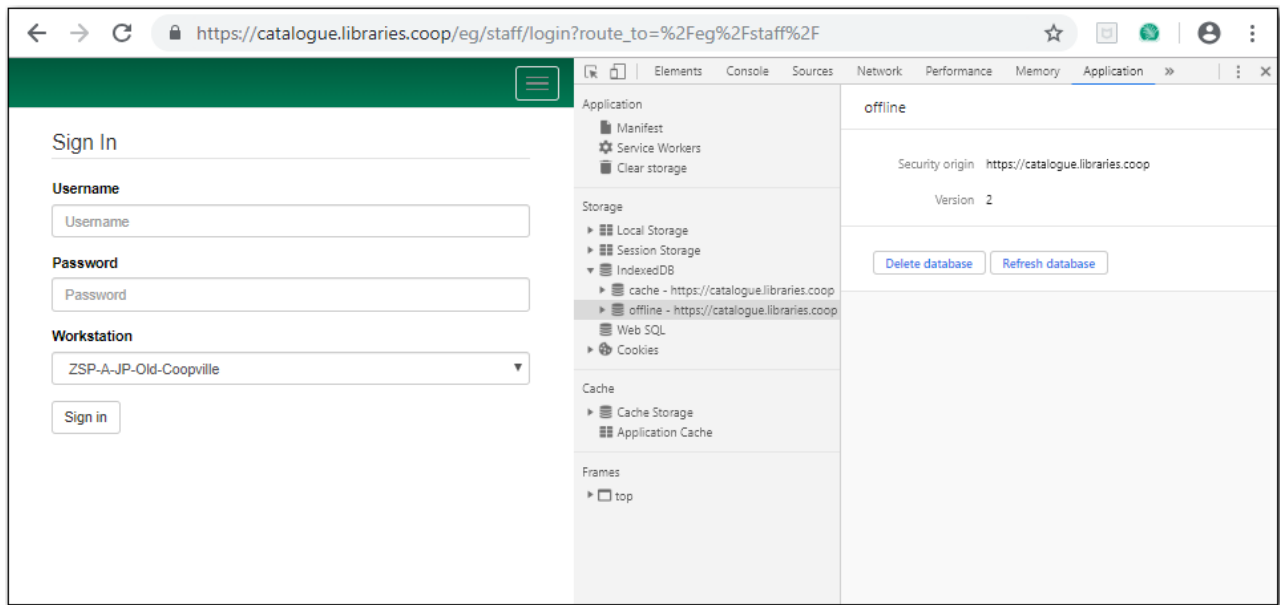 https://catalogue.libraries.coop/eg/staff/login?route_to=%2Feg%2Fstaff%2F
Sign In
Username
Username
Password
Password
Workstation
ZSP-A-JP-Old-Coopville
Sign in
Elements Console Sources Network Performance Memory Application »
Application
Manifest
Service Workers
Clear storage
Storage
Local Storage
Session Storage
IndexedDB
cache - https://catalogue.libraries.coop
offline - https://catalogue.libraries.coop
Web SQL
Cookies
Cache
Cache Storage
Application Cache
Frames
top
offline
Security origin https://catalogue.libraries.coop
Version 2
Delete database Refresh database